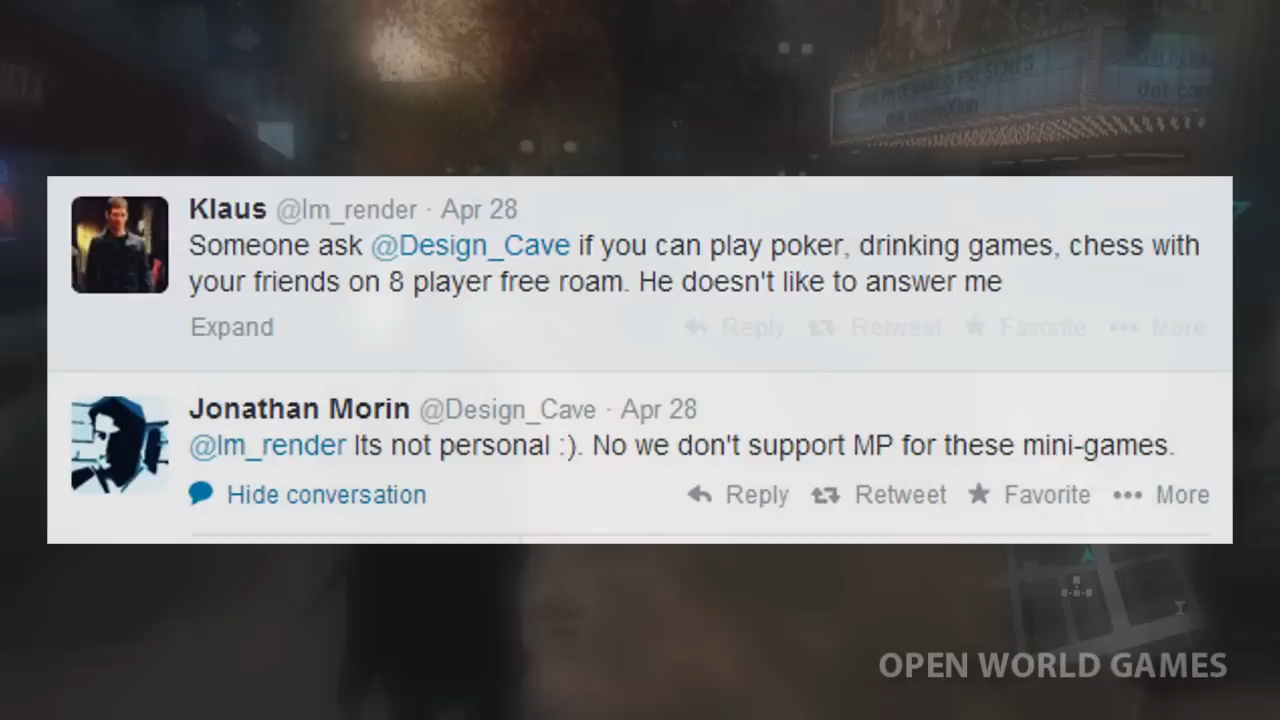 Klaus @lm_render · Apr 28
Someone ask @Design_Cave if you can play poker, drinking games, chess with
your friends on 8 player free roam. He doesn't like to answer me
Expand
Reply Retweet Favorite More
Jonathan Morin @Design_Cave · Apr 28
@lm_render Its not personal :). No we don't support MP for these mini-games.
Hide conversation
Reply Retweet Favorite More
OPEN WORLD GAMES